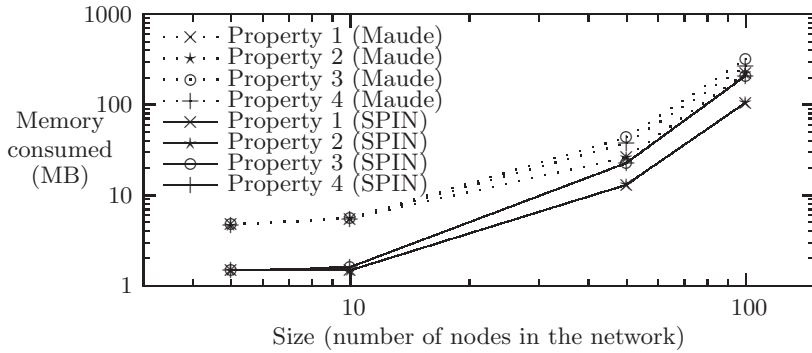 1000
100
10
1
Memory
consumed
(MB)
Property 1 (Maude)
Property 2 (Maude)
Property 3 (Maude)
Property 4 (Maude)
Property 1 (SPIN)
Property 2 (SPIN)
Property 3 (SPIN)
Property 4 (SPIN)
10
100
Size (number of nodes in the network)